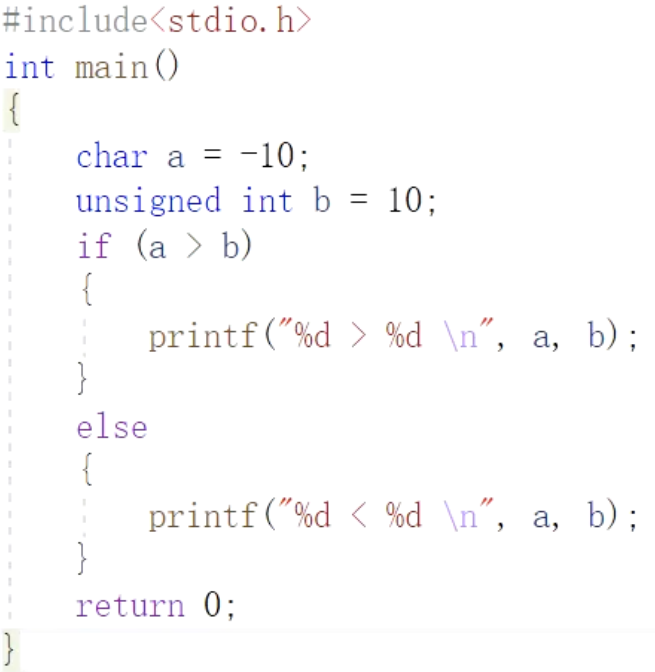 #include<stdio.h>
int main()
{
    char a = -10;
    unsigned int b = 10;
    if (a > b)
    {
        printf("%d > %d \n", a, b);
    }
    else
    {
        printf("%d < %d \n", a, b);
    }
    return 0;
}